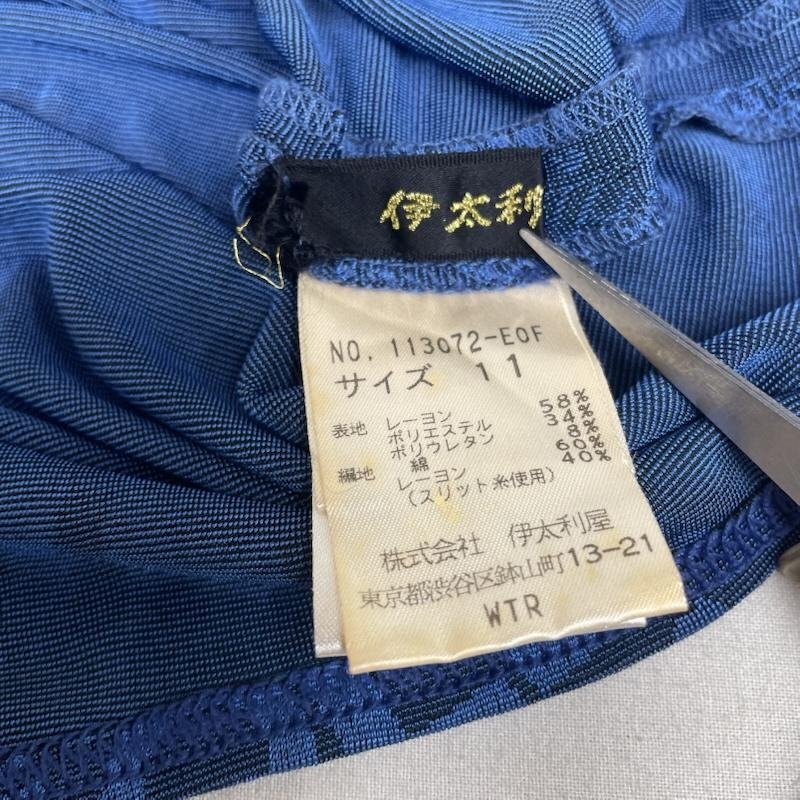 伊太利
NO. 113072-EOF
サイズ 11
表地 レーヨン 58%
ポリエステル 34%
ポリウレタン 8%
編地 綿 60%
レーヨン 40%
(スリット糸使用)
株式会社 伊太利屋
東京都渋谷区鉢山町13-21
WTR